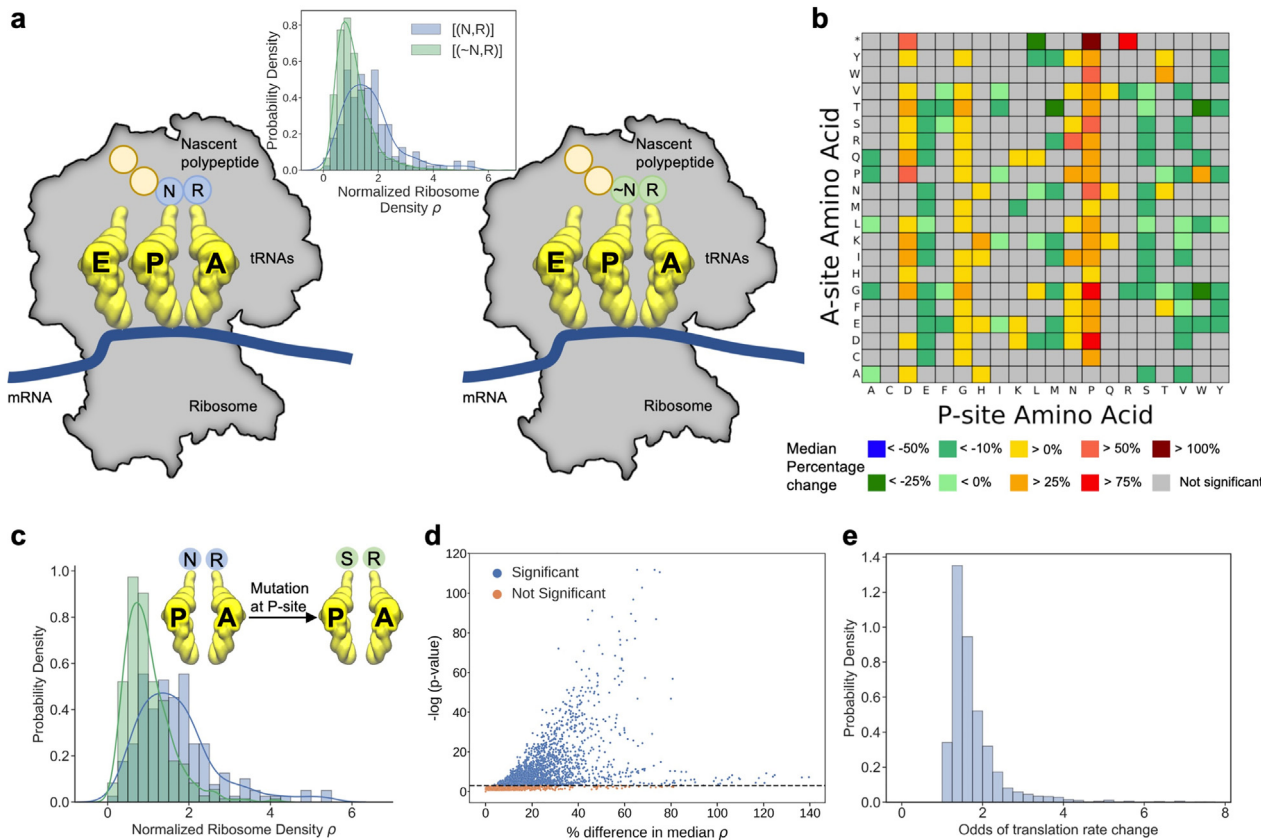 a
0.8
0.6
0.4
0.2
0.0
Probability Density
[(N,R)]
[(~N,R)]
0
2
4
6
Normalized Ribosome
Density ρ
Nascent
polypeptide
N R
E P A
tRNAs
mRNA
Ribosome
Nascent
polypeptide
~N R
E P A
tRNAs
mRNA
Ribosome
b
A-site Amino Acid
*
Y
W
V
T
S
R
Q
P
N
M
L
K
I
H
G
F
E
D
C
A
A C D E F G H I K L M N P Q R S T V W Y
P-site Amino Acid
Median
Percentage
change
< -50%
< -10%
> 0%
> 50%
> 100%
< -25%
< 0%
> 25%
> 75%
Not significant
c
1.0
0.8
0.6
0.4
0.2
0.0
Probability Density
N R
P A
Mutation
at P-site
S R
P A
0
2
4
6
Normalized Ribosome Density ρ
d
120
100
80
60
40
20
0
-log (p-value)
Significant
Not Significant
0 20 40 60 80 100 120 140
% difference in median ρ
e
1.4
1.2
1.0
0.8
0.6
0.4
0.2
0.0
Probability Density
0 2 4 6 8
Odds of translation rate change